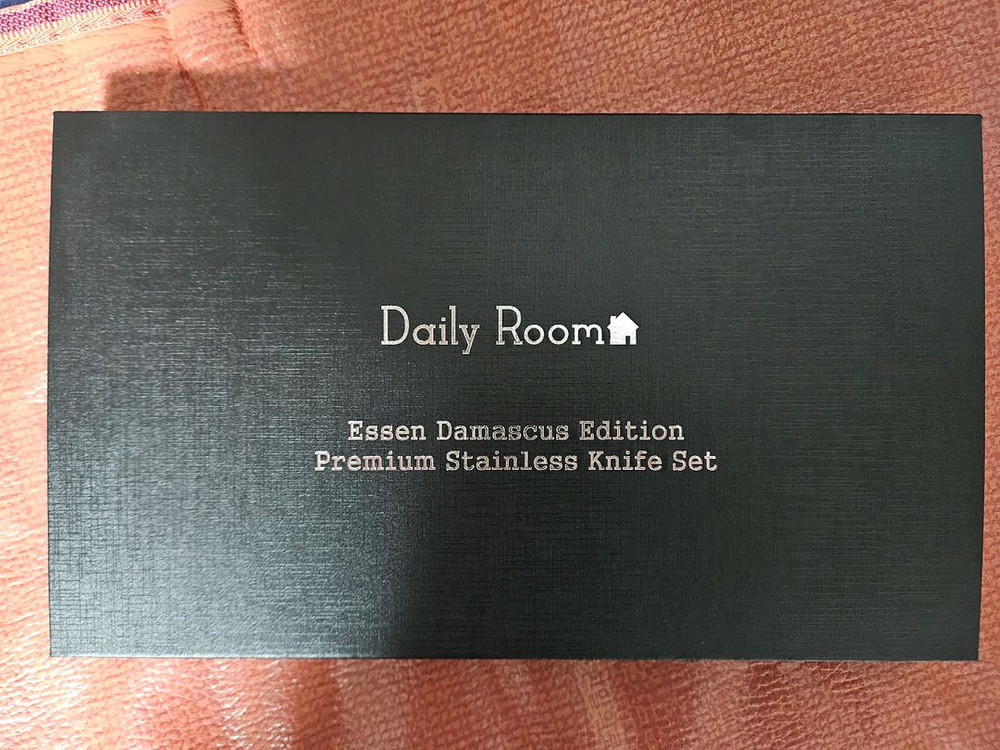 Daily Room
Essen Damascus Edition
Premium Stainless Knife Set